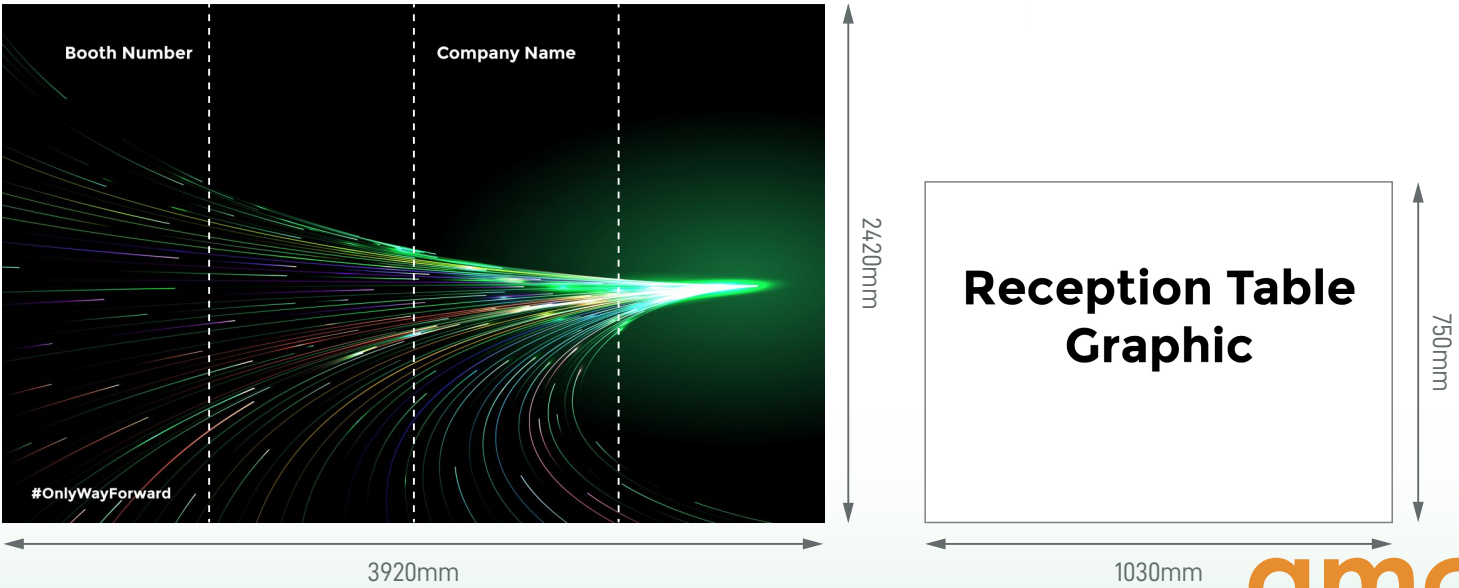 Booth Number
Company Name
#OnlyWayForward
2420mm
3920mm
Reception Table
Graphic
750mm
1030mm